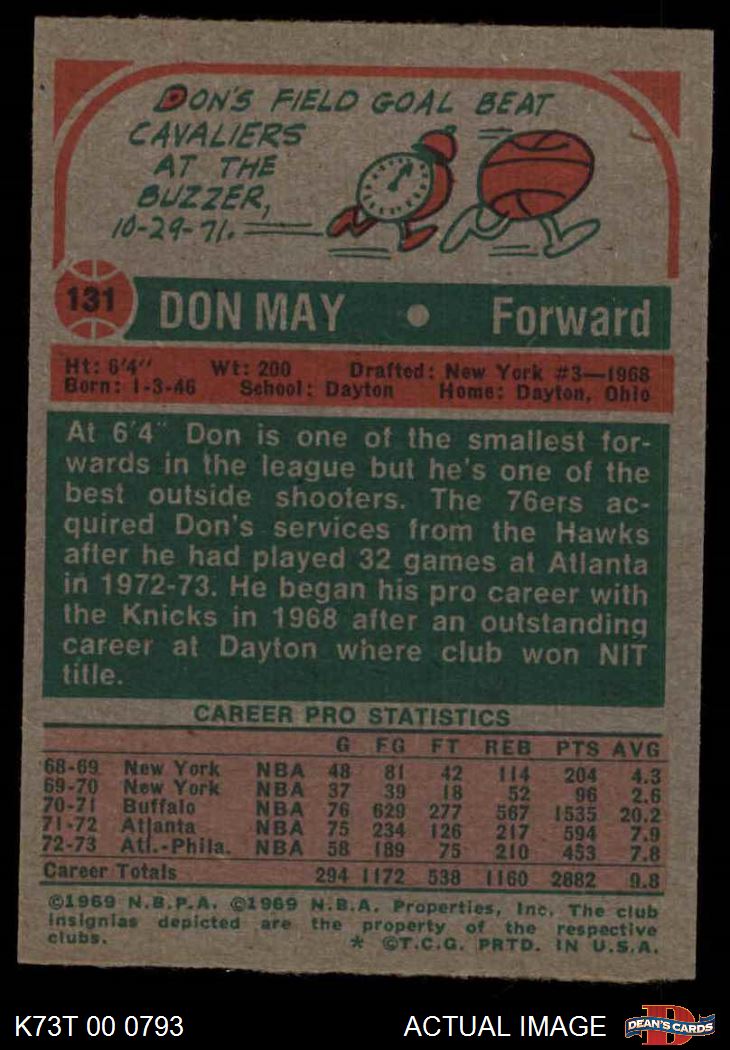 DON'S FIELD GOAL BEAT
CAVALIERS
AT THE
BUZZER,
10-29-71.
131
DON MAY • Forward
Ht: 6'4" Wt: 200 Drafted: New York #3—1968
Born: 1-3-46 School: Dayton Home: Dayton, Ohio
At 6'4" Don is one of the smallest for-
wards in the league but he's one of the
best outside shooters. The 76ers ac-
quired Don's services from the Hawks
after he had played 32 games at Atlanta
in 1972-73. He began his pro career with
the Knicks in 1968 after an outstanding
career at Dayton where club won NIT
title.
CAREER PRO STATISTICS
G FG FT REB PTS AVG
68-69 New York NBA 48 81 42 114 204 4.3
69-70 New York NBA 37 39 18 52 96 2.6
70-71 Buffalo NBA 76 629 277 567 1535 20.2
71-72 Atlanta NBA 75 234 126 217 594 7.9
72-73 Atl.-Phila. NBA 58 189 75 210 453 7.8
Career Totals 294 1172 538 1160 2882 9.8
©1969 N.B.P.A. ©1969 N.B.A. Properties, Inc. The club
insignias depicted are the property of the respective
clubs. * ©T.C.G. PRTD. IN U.S.A.
K73T 00 0793 ACTUAL IMAGE
D
DEAN'S CARDS